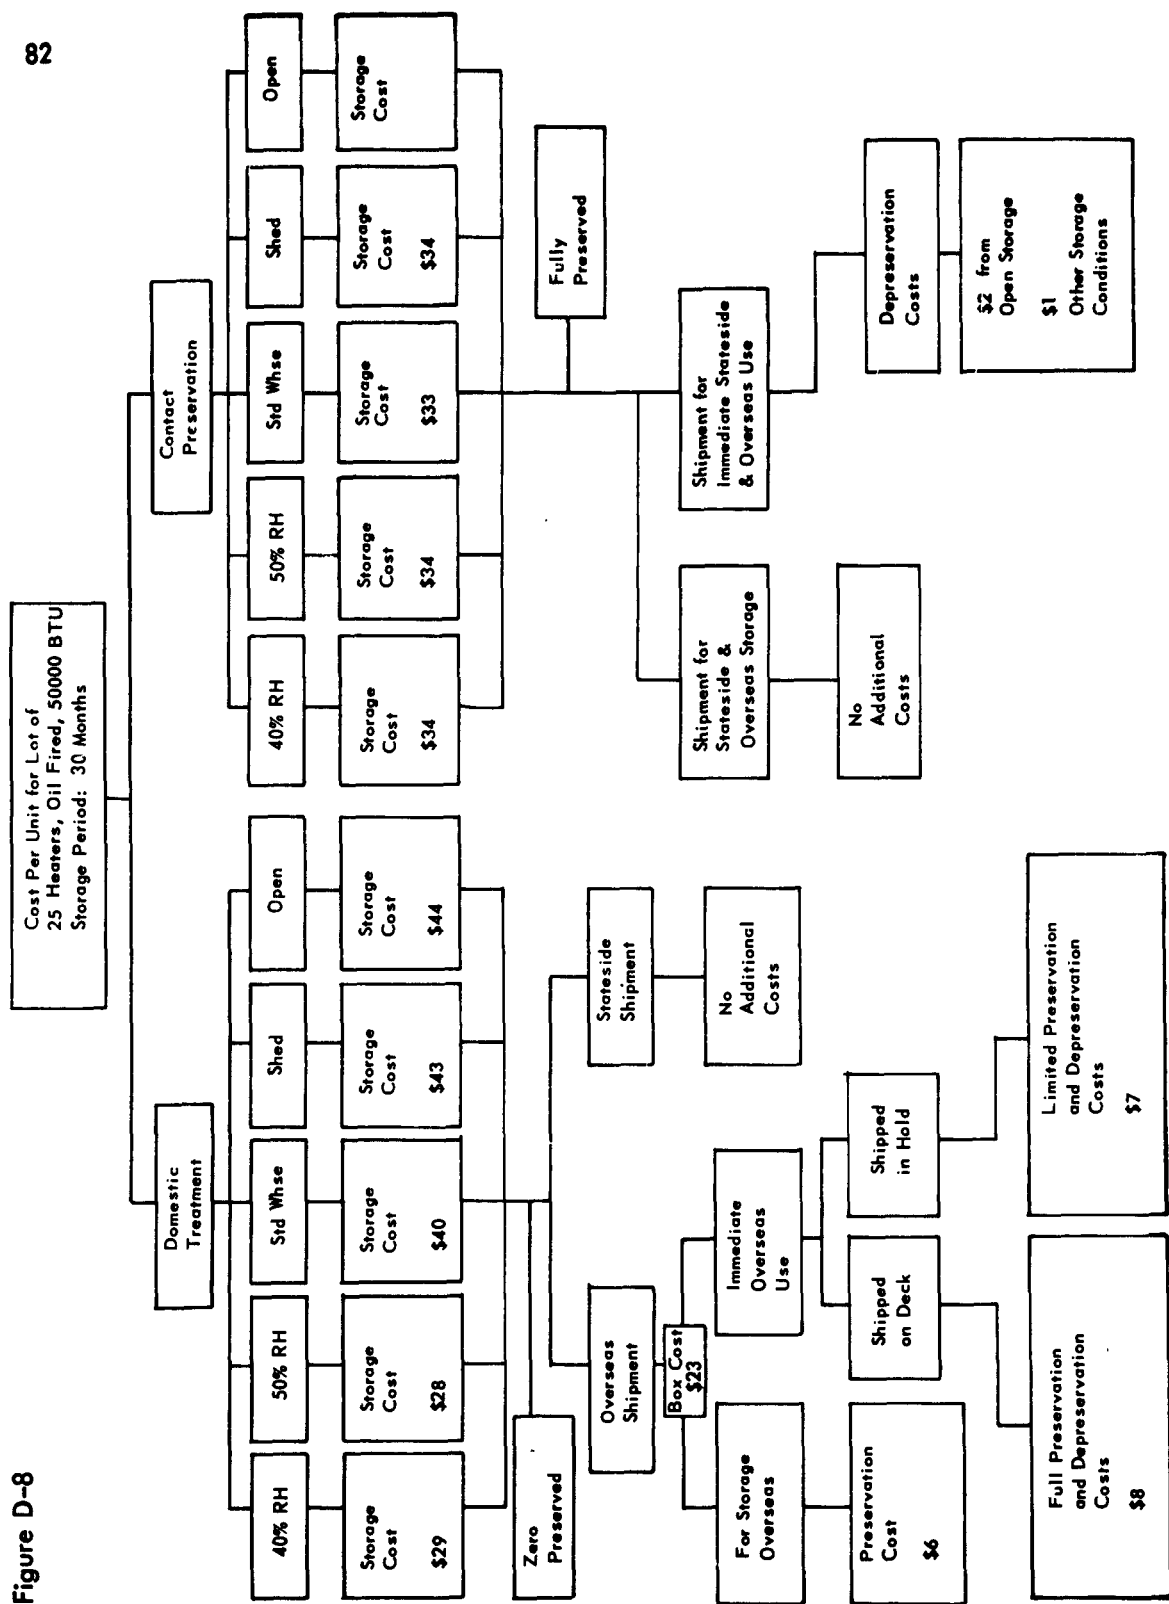 82
Figure D-8
Cost Per Unit for Lot of
25 Heaters, Oil Fired, 50000 BTU
Storage Period: 30 Months
Domestic
Treatment
Contact
Preservation
40% RH
50% RH
Std Whse
Shed
Open
40% RH
50% RH
Std Whse
Shed
Open
Storage
Cost
$29
Storage
Cost
$28
Storage
Cost
$40
Storage
Cost
$43
Storage
Cost
$44
Storage
Cost
$34
Storage
Cost
$34
Storage
Cost
$33
Storage
Cost
$34
Storage
Cost
Zero
Preserved
Fully
Preserved
Overseas
Shipment
Stateside
Shipment
Box Cost
$23
No
Additional
Costs
Shipment for
Stateside &
Overseas Storage
Shipment for
Immediate Stateside
& Overseas Use
For Storage
Overseas
Immediate
Overseas
Use
No
Additional
Costs
Depreservation
Costs
Preservation
Cost
$6
Shipped
on Deck
Shipped
in Hold
$2 from
Open Storage
$1
Other Storage
Conditions
Full Preservation
and Depreservation
Costs
$8
Limited Preservation
and Depreservation
Costs
$7